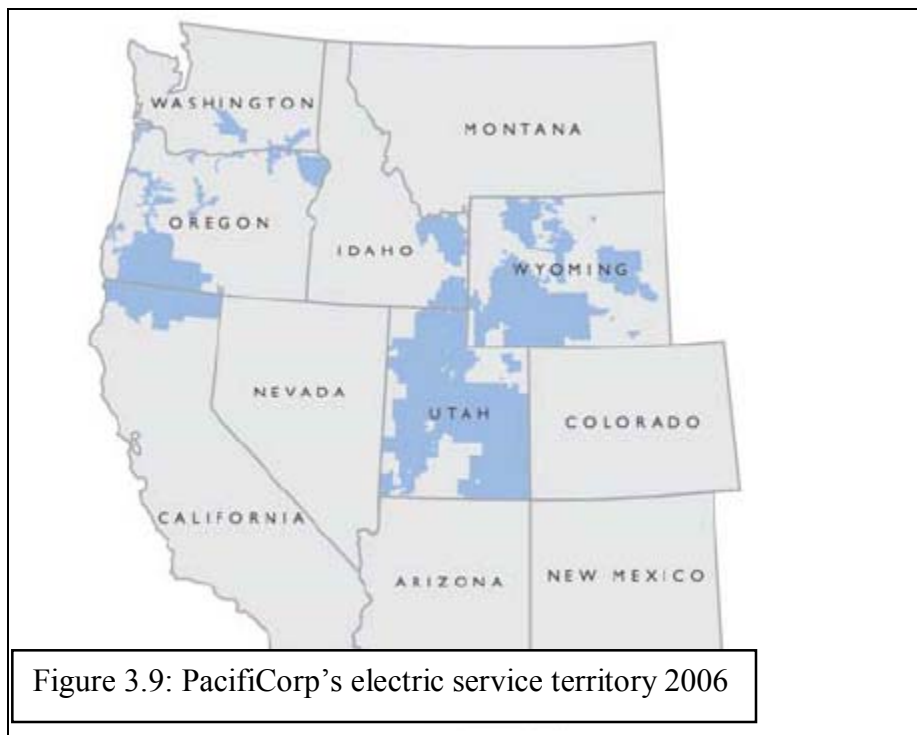 WASHINGTON
MONTANA
OREGON
IDAHO
WYOMING
NEVADA
UTAH
COLORADO
CALIFORNIA
ARIZONA
NEW MEXICO
Figure 3.9: PacifiCorp’s electric service territory 2006